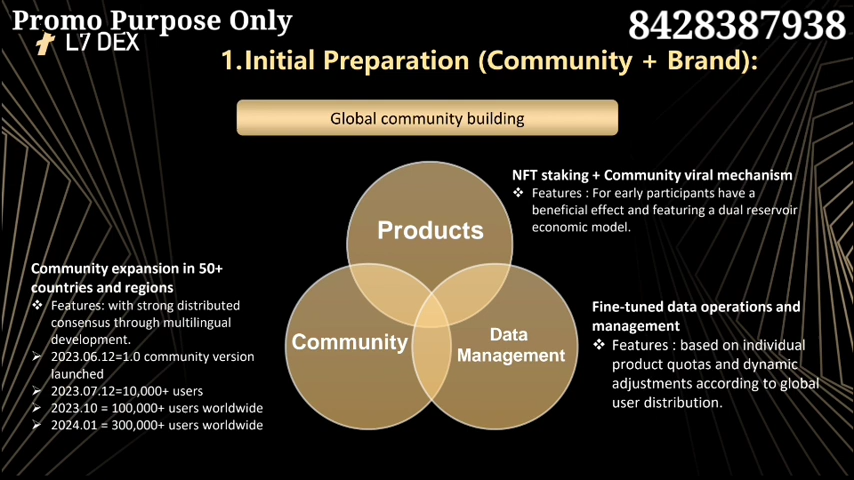 Promo Purpose Only
8428387938
L7 DEX
1.Initial Preparation (Community + Brand):
Global community building
NFT staking + Community viral mechanism
❖ Features : For early participants have a
beneficial effect and featuring a dual reservoir
economic model.
Products
Community expansion in 50+
countries and regions
❖ Features: with strong distributed
consensus through multilingual
development.
➢ 2023.06.12=1.0 community version
launched
➢ 2023.07.12=10,000+ users
➢ 2023.10 = 100,000+ users worldwide
➢ 2024.01 = 300,000+ users worldwide
Community
Data
Management
Fine-tuned data operations and
management
❖ Features : based on individual
product quotas and dynamic
adjustments according to global
user distribution.